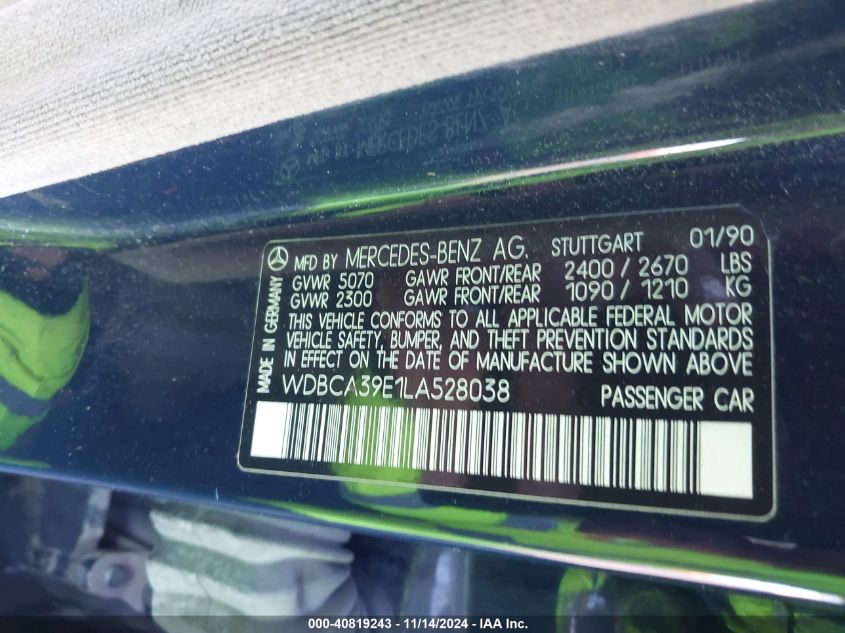 MFD BY MERCEDES-BENZ AG. STUTTGART 01/90
GVWR 5070 GAWR FRONT/REAR 2400 / 2670 LBS
GVWR 2300 GAWR FRONT/REAR 1090 / 1210 KG
THIS VEHICLE CONFORMS TO ALL APPLICABLE FEDERAL MOTOR
VEHICLE SAFETY, BUMPER, AND THEFT PREVENTION STANDARDS
IN EFFECT ON THE DATE OF MANUFACTURE SHOWN ABOVE
WDBCA39E1LA528038 PASSENGER CAR
MADE IN GERMANY
000-40819243 - 11/14/2024 - IAA Inc.